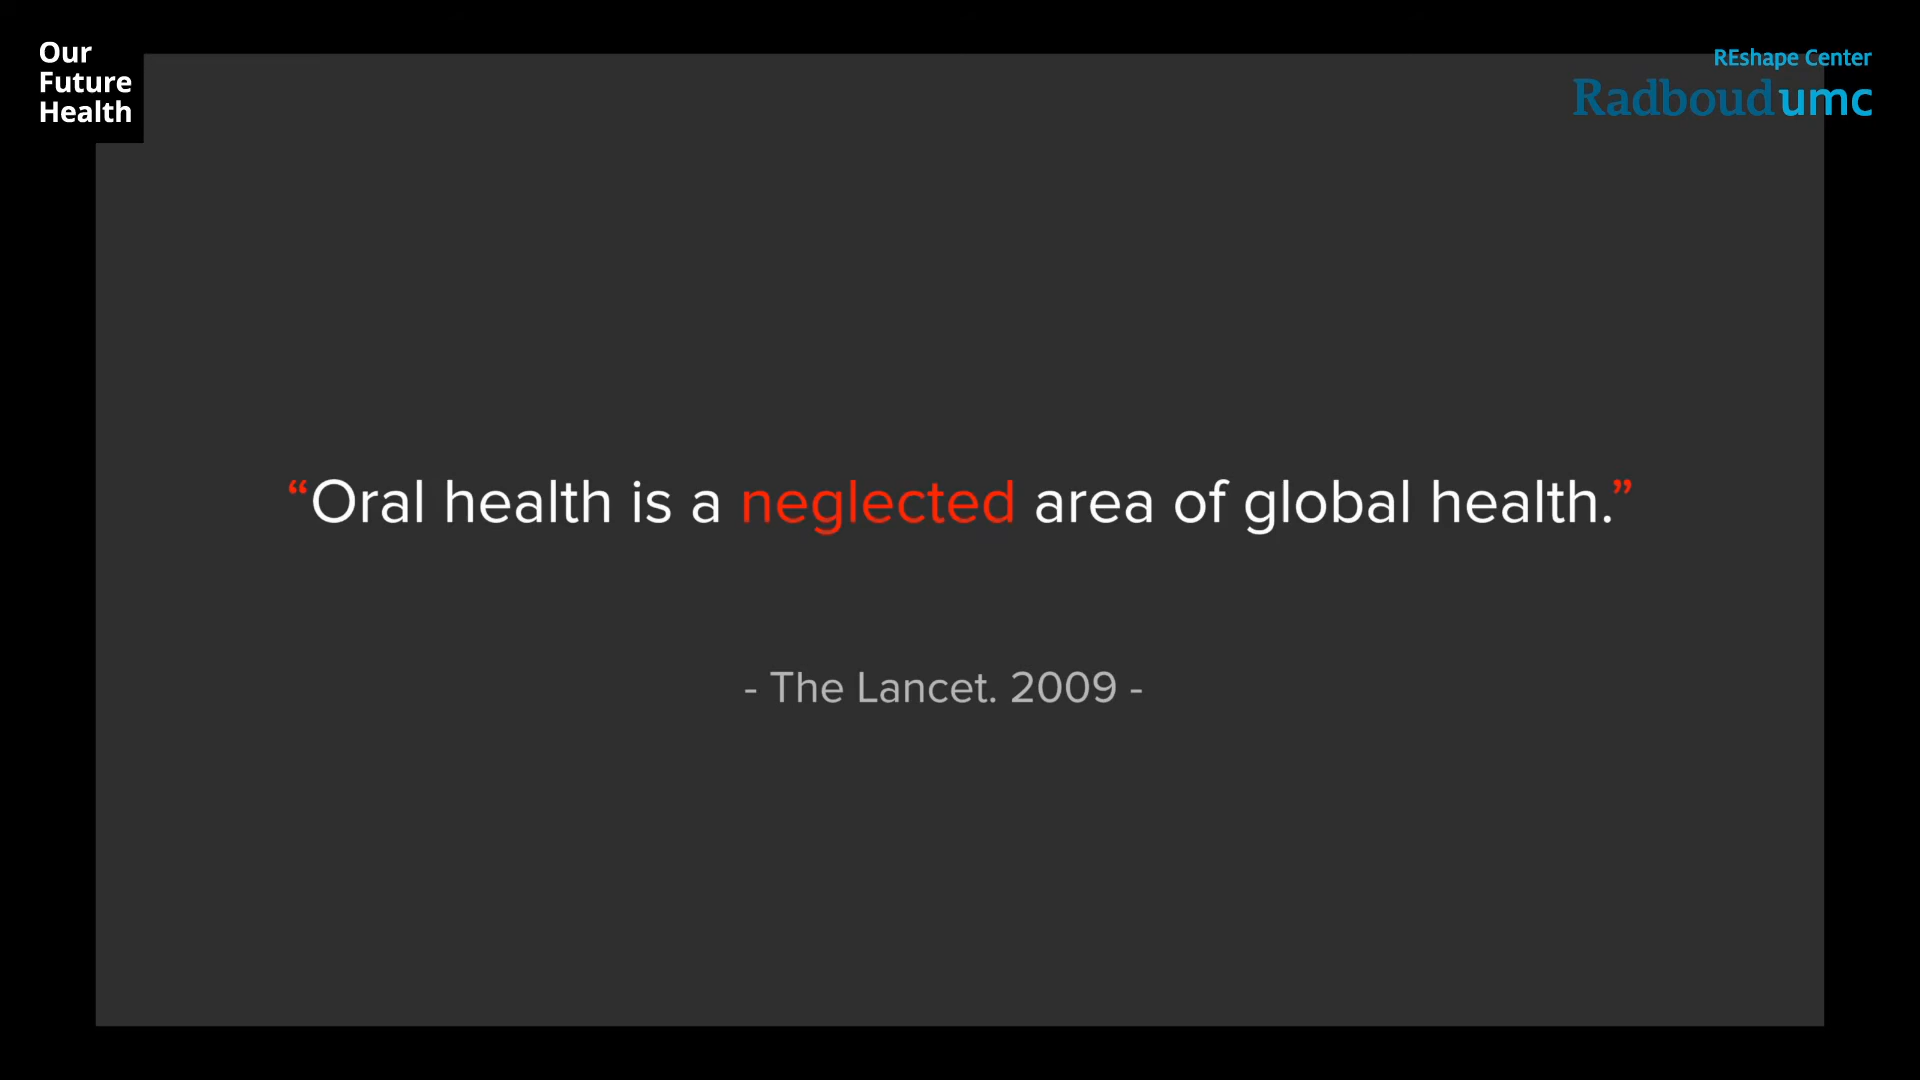 Our
Future
Health
REshape Center
Radboudumc
“Oral health is a neglected area of global health.”
- The Lancet. 2009 -